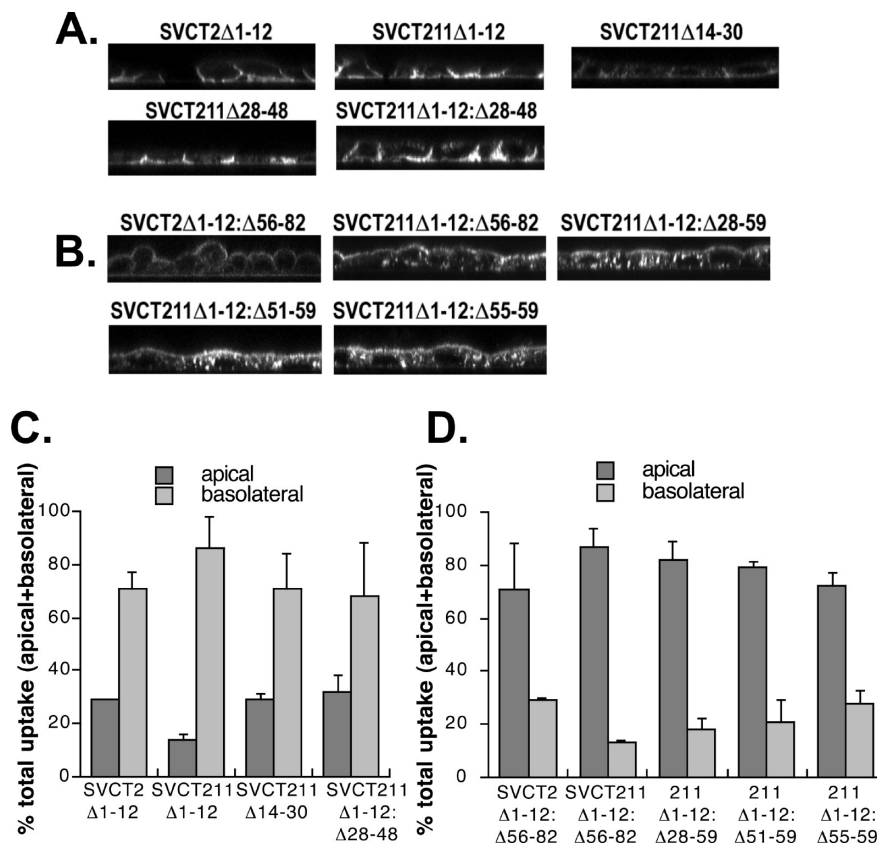 A.
SVCT2Δ1-12 SVCT211Δ1-12 SVCT211Δ14-30
SVCT211Δ28-48 SVCT211Δ1-12:Δ28-48
B.
SVCT2Δ1-12:Δ56-82 SVCT211Δ1-12:Δ56-82 SVCT211Δ1-12:Δ28-59
SVCT211Δ1-12:Δ51-59 SVCT211Δ1-12:Δ55-59
C.
% total uptake (apical+basolateral)
apical
basolateral
100
80
60
40
20
0
SVCT2 SVCT211 SVCT211 SVCT211
Δ1-12 Δ1-12 Δ14-30 Δ1-12:
Δ28-48
D.
% total uptake (apical+basolateral)
apical
basolateral
100
80
60
40
20
0
SVCT2 SVCT211 211 211 211
Δ1-12: Δ1-12: Δ1-12: Δ1-12: Δ1-12:
Δ56-82 Δ56-82 Δ28-59 Δ51-59 Δ55-59